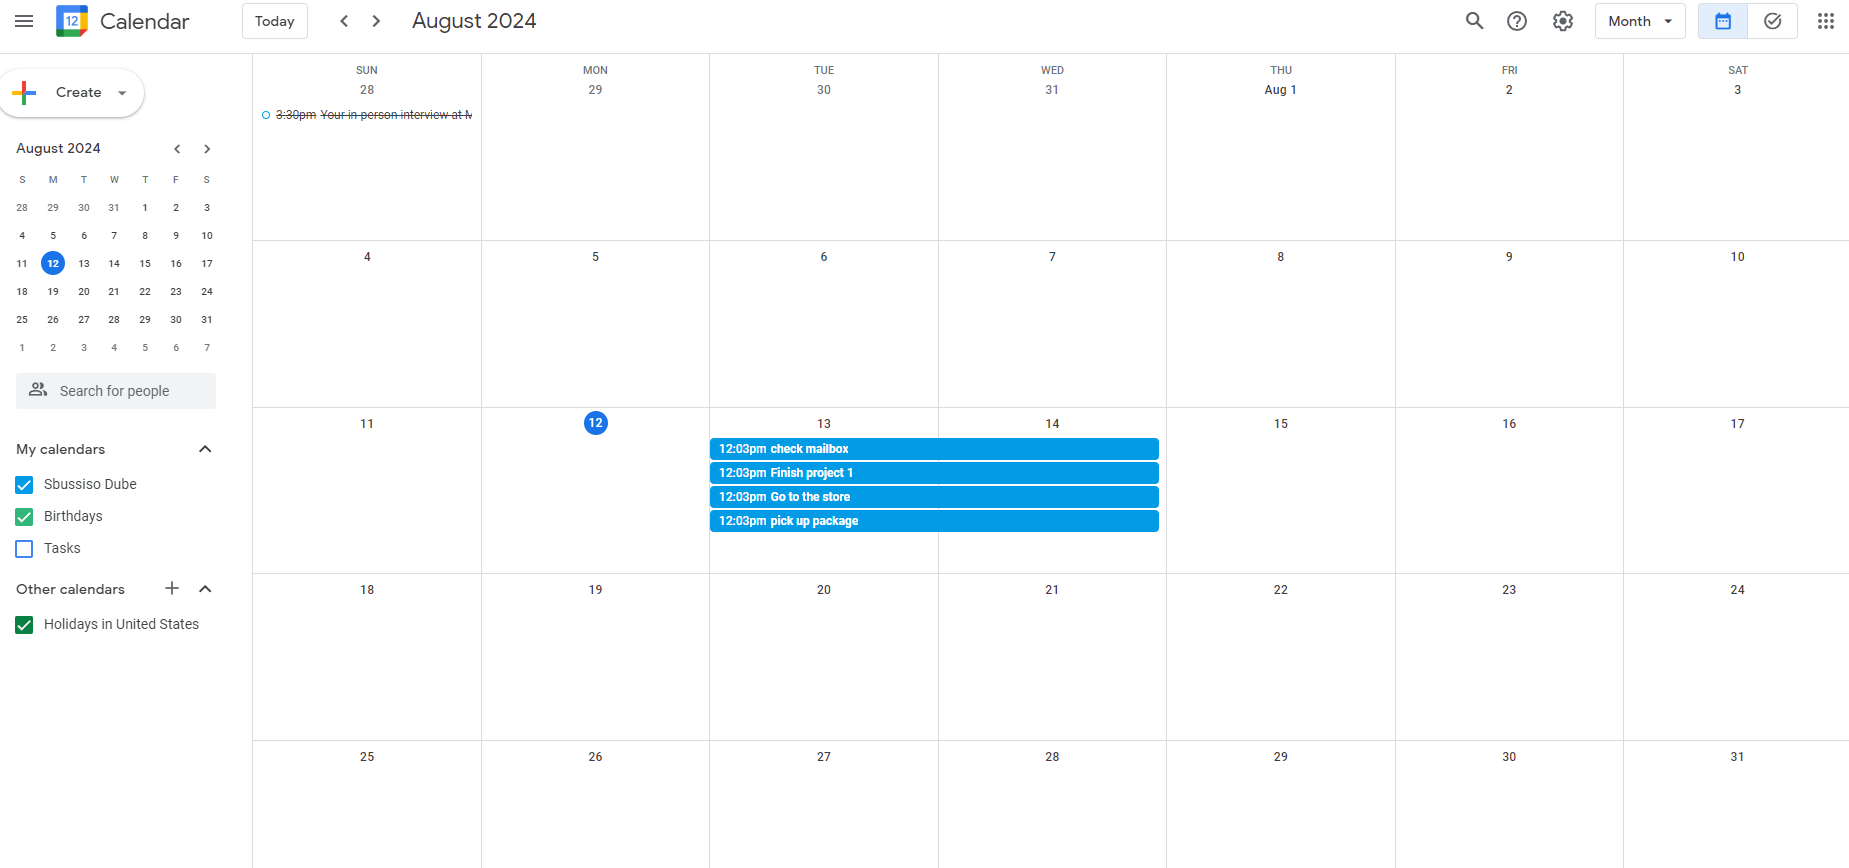 12 Calendar Today August 2024 Month
Create
August 2024
S M T W T F S
28 29 30 31 1 2 3
4 5 6 7 8 9 10
11 12 13 14 15 16 17
18 19 20 21 22 23 24
25 26 27 28 29 30 31
1 2 3 4 5 6 7
Search for people
My calendars
Sbussiso Dube
Birthdays
Tasks
Other calendars
Holidays in United States
SUN MON TUE WED THU FRI SAT
28 29 30 31 Aug 1 2 3
3:30pm Your in person interview at M
4 5 6 7 8 9 10
11 12 13 14 15 16 17
12:03pm check mailbox
12:03pm Finish project 1
12:03pm Go to the store
12:03pm pick up package
18 19 20 21 22 23 24
25 26 27 28 29 30 31